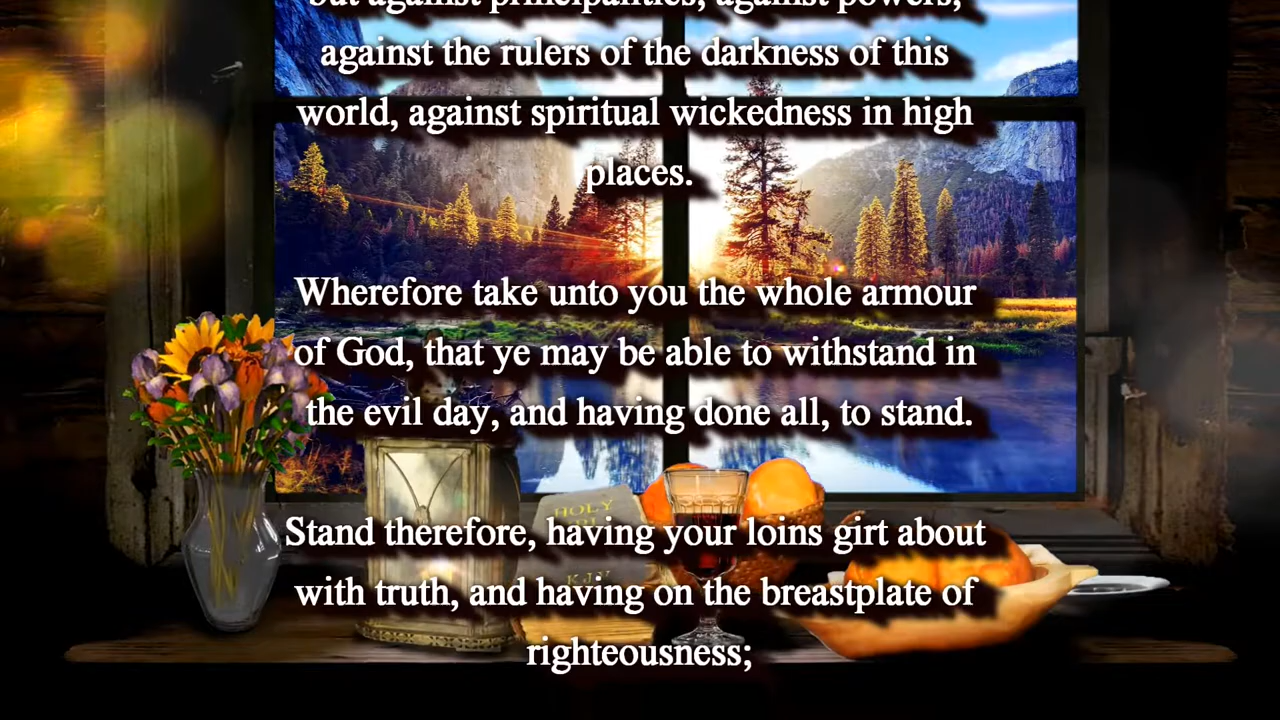 but against principalities, against powers,
against the rulers of the darkness of this
world, against spiritual wickedness in high
places.
Wherefore take unto you the whole armour
of God, that ye may be able to withstand in
the evil day, and having done all, to stand.
HOLY
Stand therefore, having your loins girt about
KJV
with truth, and having on the breastplate of
righteousness;